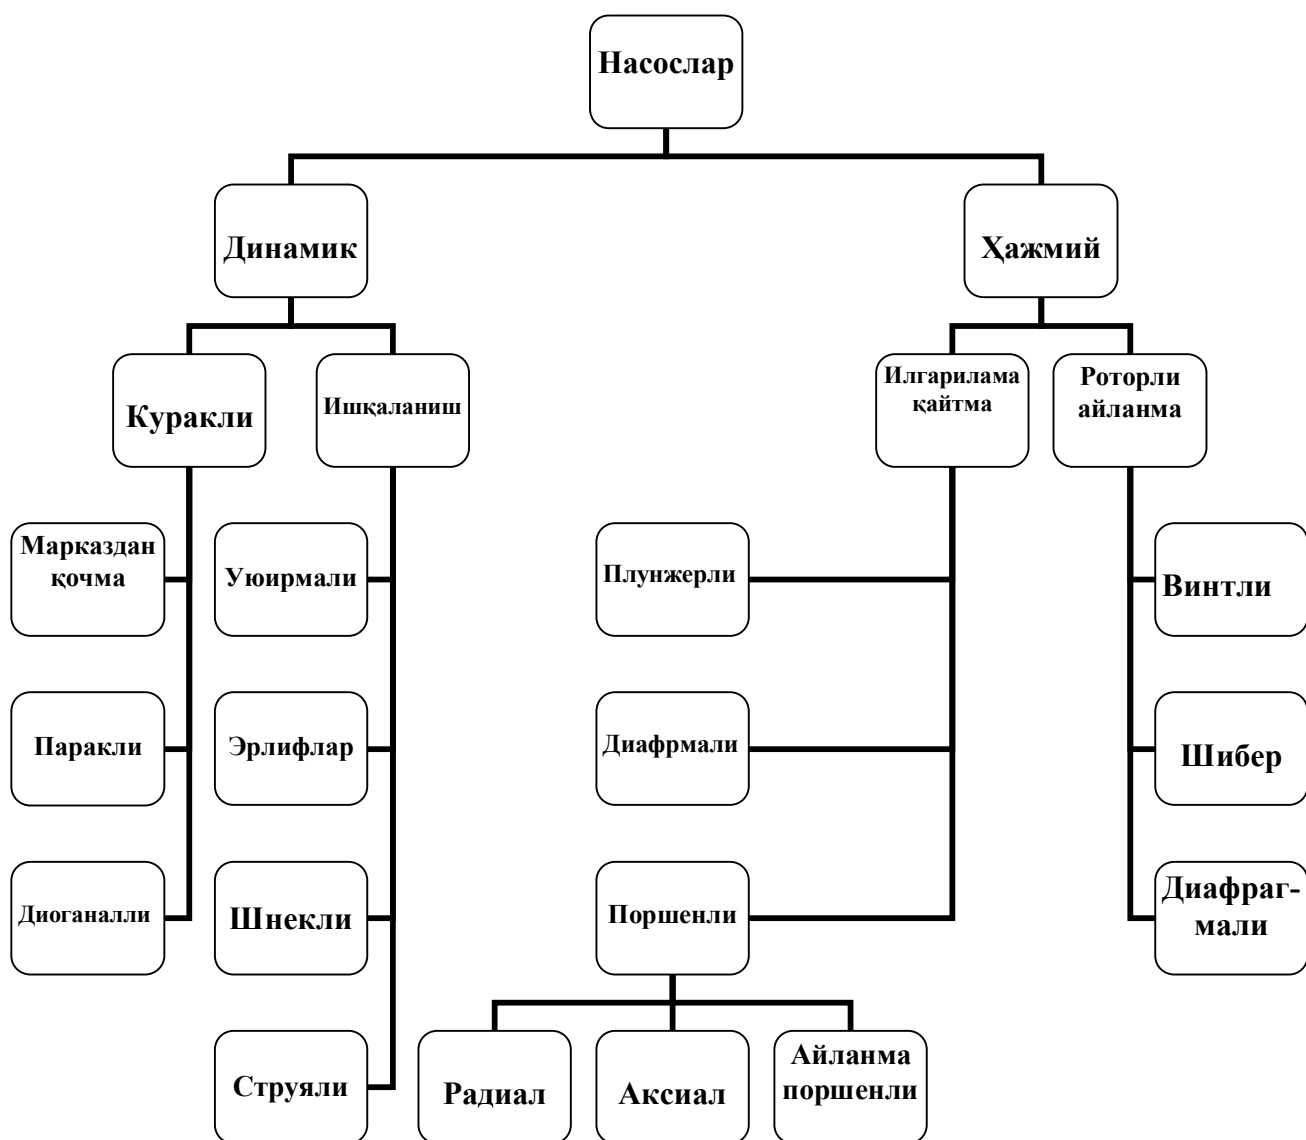 Насослар
Динамик
Ҳажмий
Куракли
Ишқаланиш
Илгарилама
қайтма
Роторли
айланма
Марказдан
қочма
Уюирмали
Плунжерли
Винтли
Паракли
Эрлифлар
Диафрмали
Шибер
Диоганалли
Шнекли
Поршенли
Диафраг-
мали
Струяли
Радиал
Аксиал
Айланма
поршенли